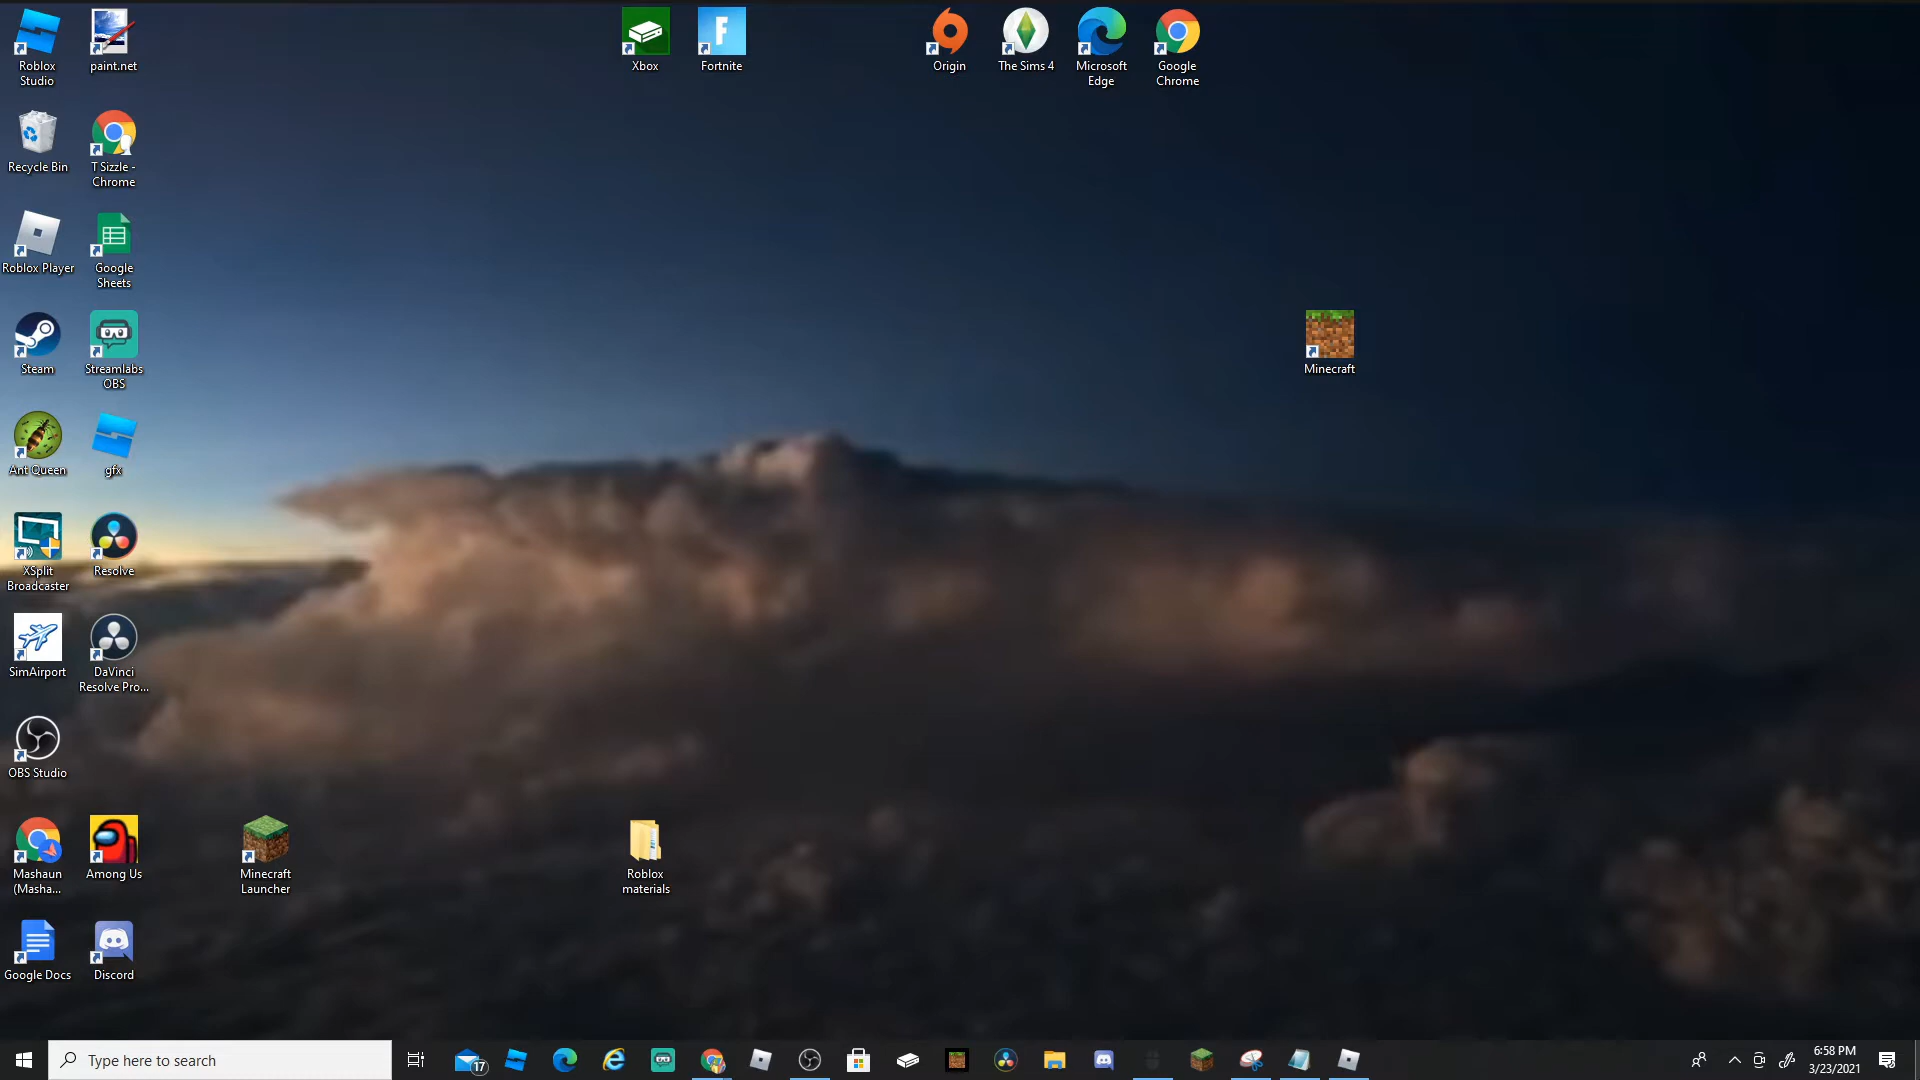 Roblox
Studio
paint.net
Xbox
F
Fortnite
Origin
The Sims 4
Microsoft
Edge
Google
Chrome
Recycle Bin
T Sizzle -
Chrome
Roblox Player
Google
Sheets
Steam
Streamlabs
OBS
Minecraft
Ant Queen
gfx
XSplit
Broadcaster
Resolve
SimAirport
DaVinci
Resolve Pro...
OBS Studio
Mashaun
(Masha...
Among Us
Minecraft
Launcher
Roblox
materials
Google Docs
Discord
Type here to search
17
6:58 PM
3/23/2021